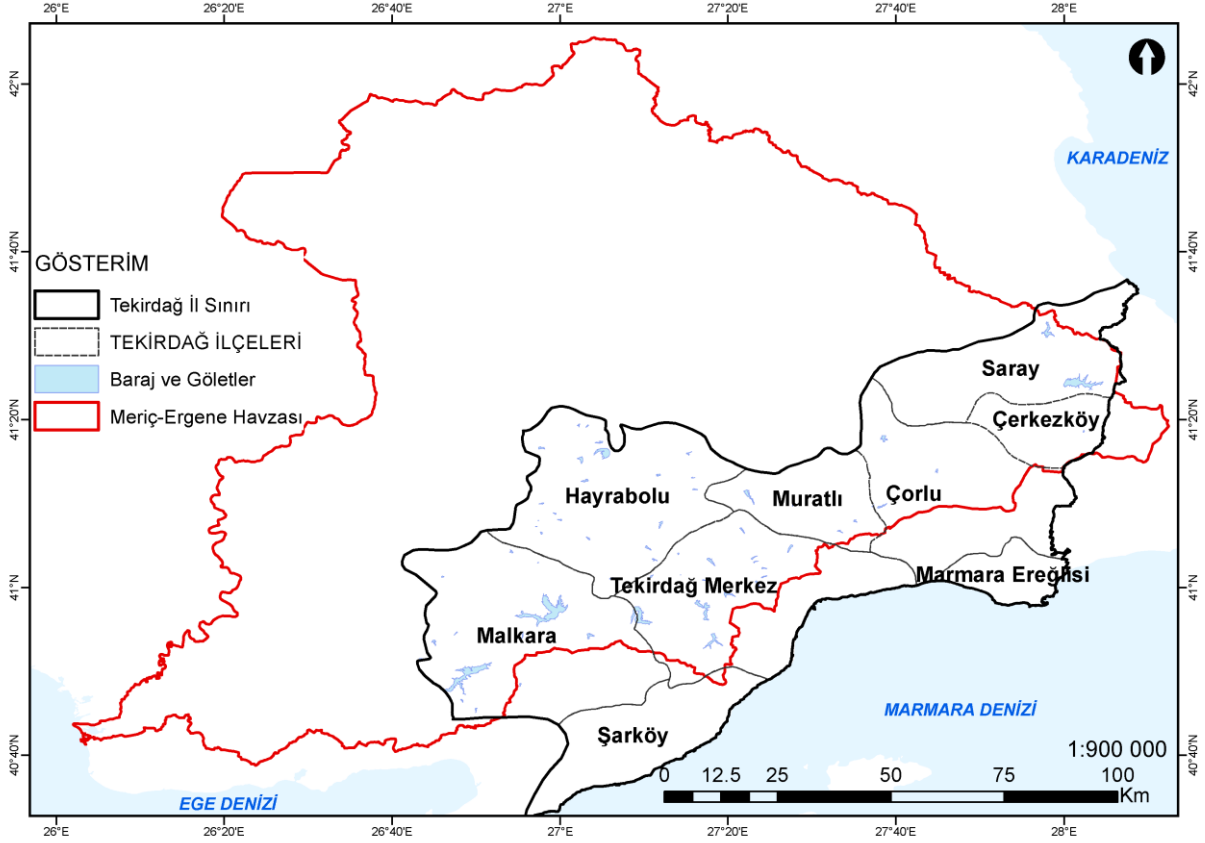 26°E 26°40'E 27°E 27°20'E 27°40'E 28°E
42°N 42°N
KARADENİZ
41°40'N 41°40'N
GÖSTERİM
Tekirdağ İl Sınırı
TEKİRDAĞ İLÇELERİ
Baraj ve Göletler
Meriç-Ergene Havzası
Saray
41°20'N Çerkezköy 41°20'N
Hayrabolu Muratlı Çorlu
41°N Tekirdağ Merkez Marmara Ereğlisi 41°N
Malkara
MARMARA DENİZİ
Şarköy
40°40'N 1:900 000 40°40'N
0 12.5 25 50 75 100
Km
EGE DENİZİ
26°E 26°20'E 26°40'E 27°E 27°20'E 27°40'E 28°E